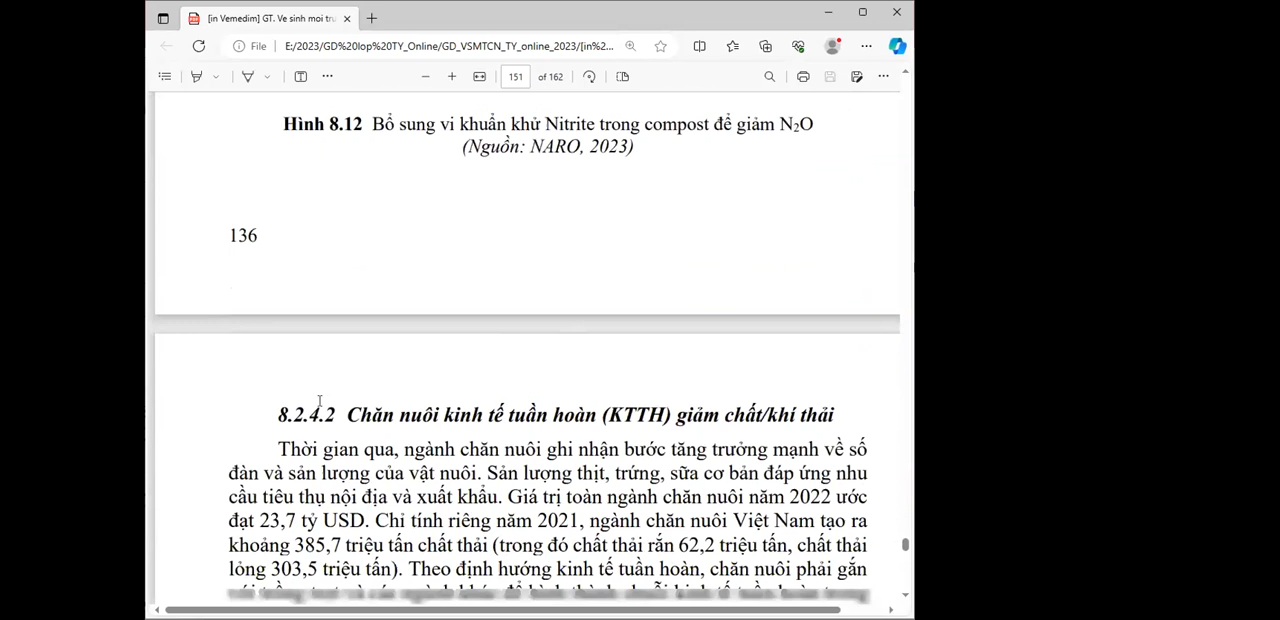 [in Vemedim] GT. Ve sinh moi tru
File
E:/2023/GD%20lop%20TY_Online/GD_VSMTCN_TY_online_2023/[in%2...
151 of 162
Hình 8.12 Bổ sung vi khuẩn khử Nitrite trong compost để giảm N₂O
(Nguồn: NARO, 2023)
136
8.2.4.2 Chăn nuôi kinh tế tuần hoàn (KTTH) giảm chất/khí thải
Thời gian qua, ngành chăn nuôi ghi nhận bước tăng trưởng mạnh về số
đàn và sản lượng của vật nuôi. Sản lượng thịt, trứng, sữa cơ bản đáp ứng nhu
cầu tiêu thụ nội địa và xuất khẩu. Giá trị toàn ngành chăn nuôi năm 2022 ước
đạt 23,7 tỷ USD. Chỉ tính riêng năm 2021, ngành chăn nuôi Việt Nam tạo ra
khoảng 385,7 triệu tấn chất thải (trong đó chất thải rắn 62,2 triệu tấn, chất thải
lỏng 303,5 triệu tấn). Theo định hướng kinh tế tuần hoàn, chăn nuôi phải gắn